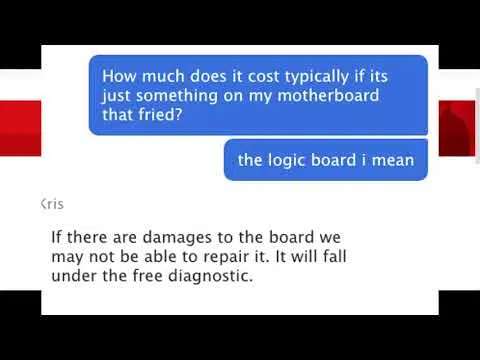 How much does it cost typically if its
just something on my motherboard
that fried?
the logic board i mean
Kris
If there are damages to the board we
may not be able to repair it. It will fall
under the free diagnostic.